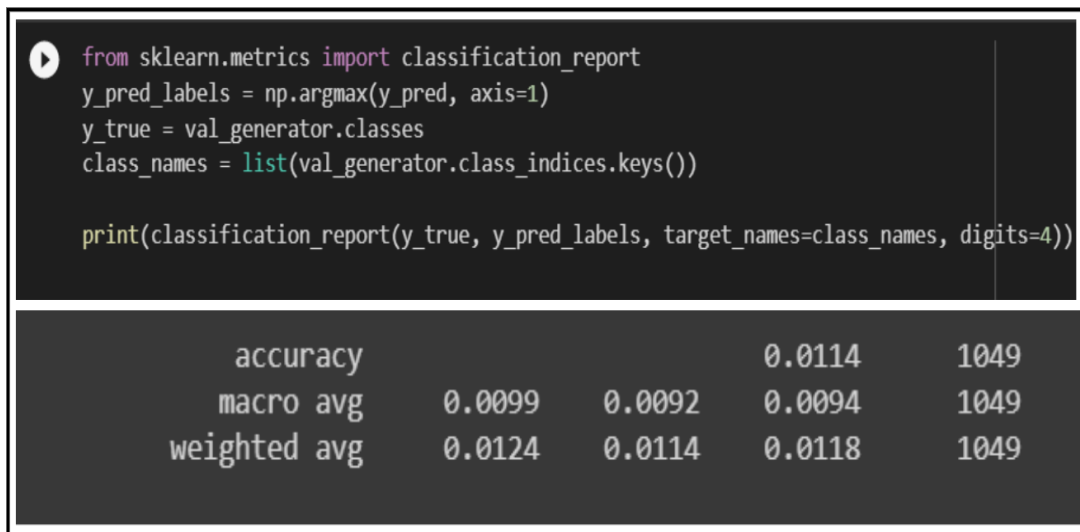 from sklearn.metrics import classification_report
y_pred_labels = np.argmax(y_pred, axis=1)
y_true = val_generator.classes
class_names = list(val_generator.class_indices.keys())
print(classification_report(y_true, y_pred_labels, target_names=class_names, digits=4))
accuracy 0.0114 1049
macro avg 0.0099 0.0092 0.0094 1049
weighted avg 0.0124 0.0114 0.0118 1049